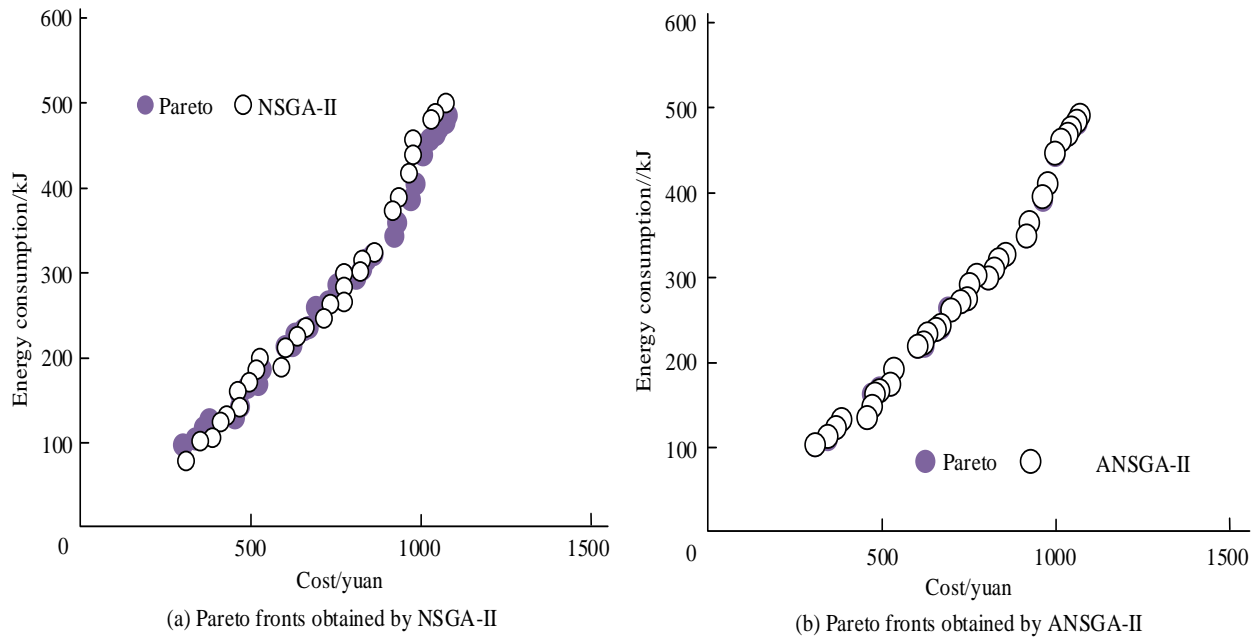 600
500
400
300
200
100
0
500
1000
1500
Energy consumption/kJ
Cost/yuan
Pareto NSGA-II
(a) Pareto fronts obtained by NSGA-II
600
500
400
300
200
100
0
500
1000
1500
Energy consumption//kJ
Cost/yuan
Pareto ANSGA-II
(b) Pareto fronts obtained by ANSGA-II